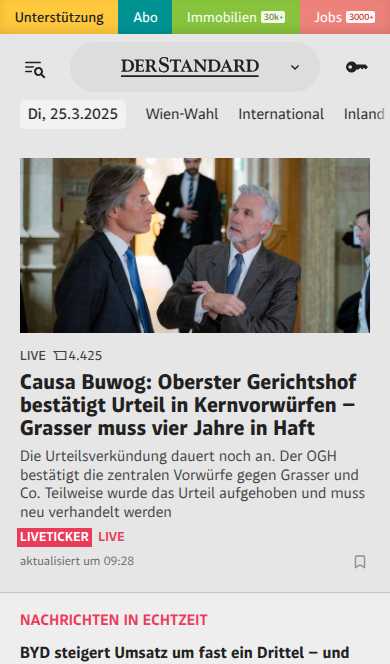 Unterstützung Abo Immobilien 30k+ Jobs 3000+
DERSTANDARD
Di, 25.3.2025 Wien-Wahl International Inland
LIVE 4.425
Causa Buwog: Oberster Gerichtshof
bestätigt Urteil in Kernvorwürfen –
Grasser muss vier Jahre in Haft
Die Urteilsverkündung dauert noch an. Der OGH
bestätigt die zentralen Vorwürfe gegen Grasser und
Co. Teilweise wurde das Urteil aufgehoben und muss
neu verhandelt werden
LIVETICKER LIVE
aktualisiert um 09:28
NACHRICHTEN IN ECHTZEIT
BYD steigert Umsatz um fast ein Drittel – und